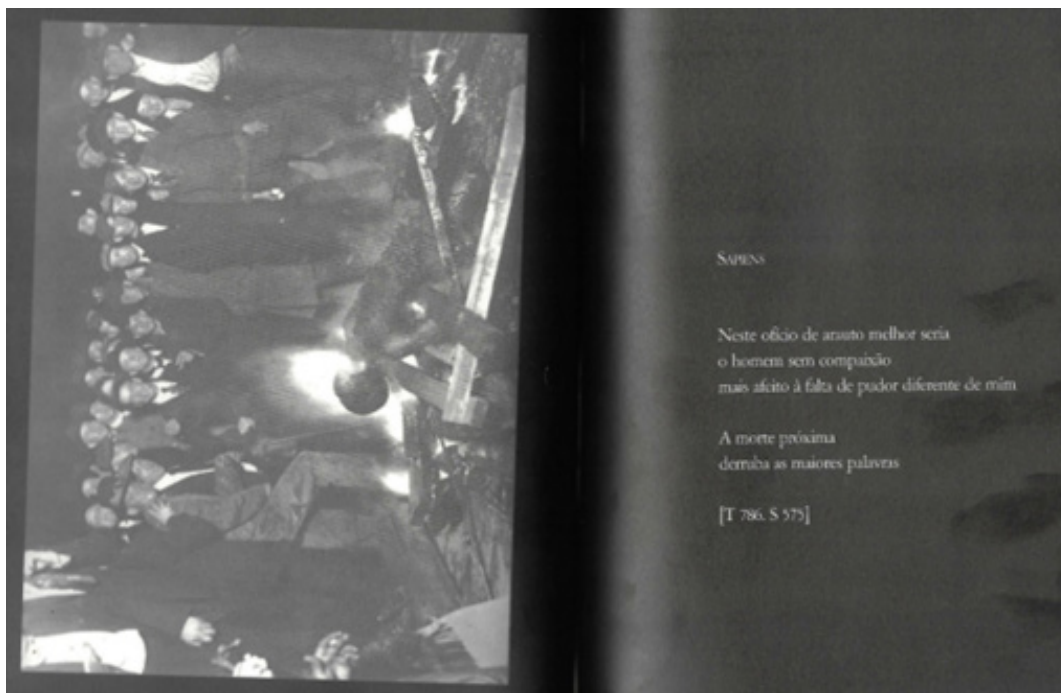 SAPIENS
Neste ofício de arauto melhor seria
o homem sem compaixão
mais afeito à falta de pudor diferente de mim
A morte próxima
derruba as maiores palavras
[T 786. S 575]